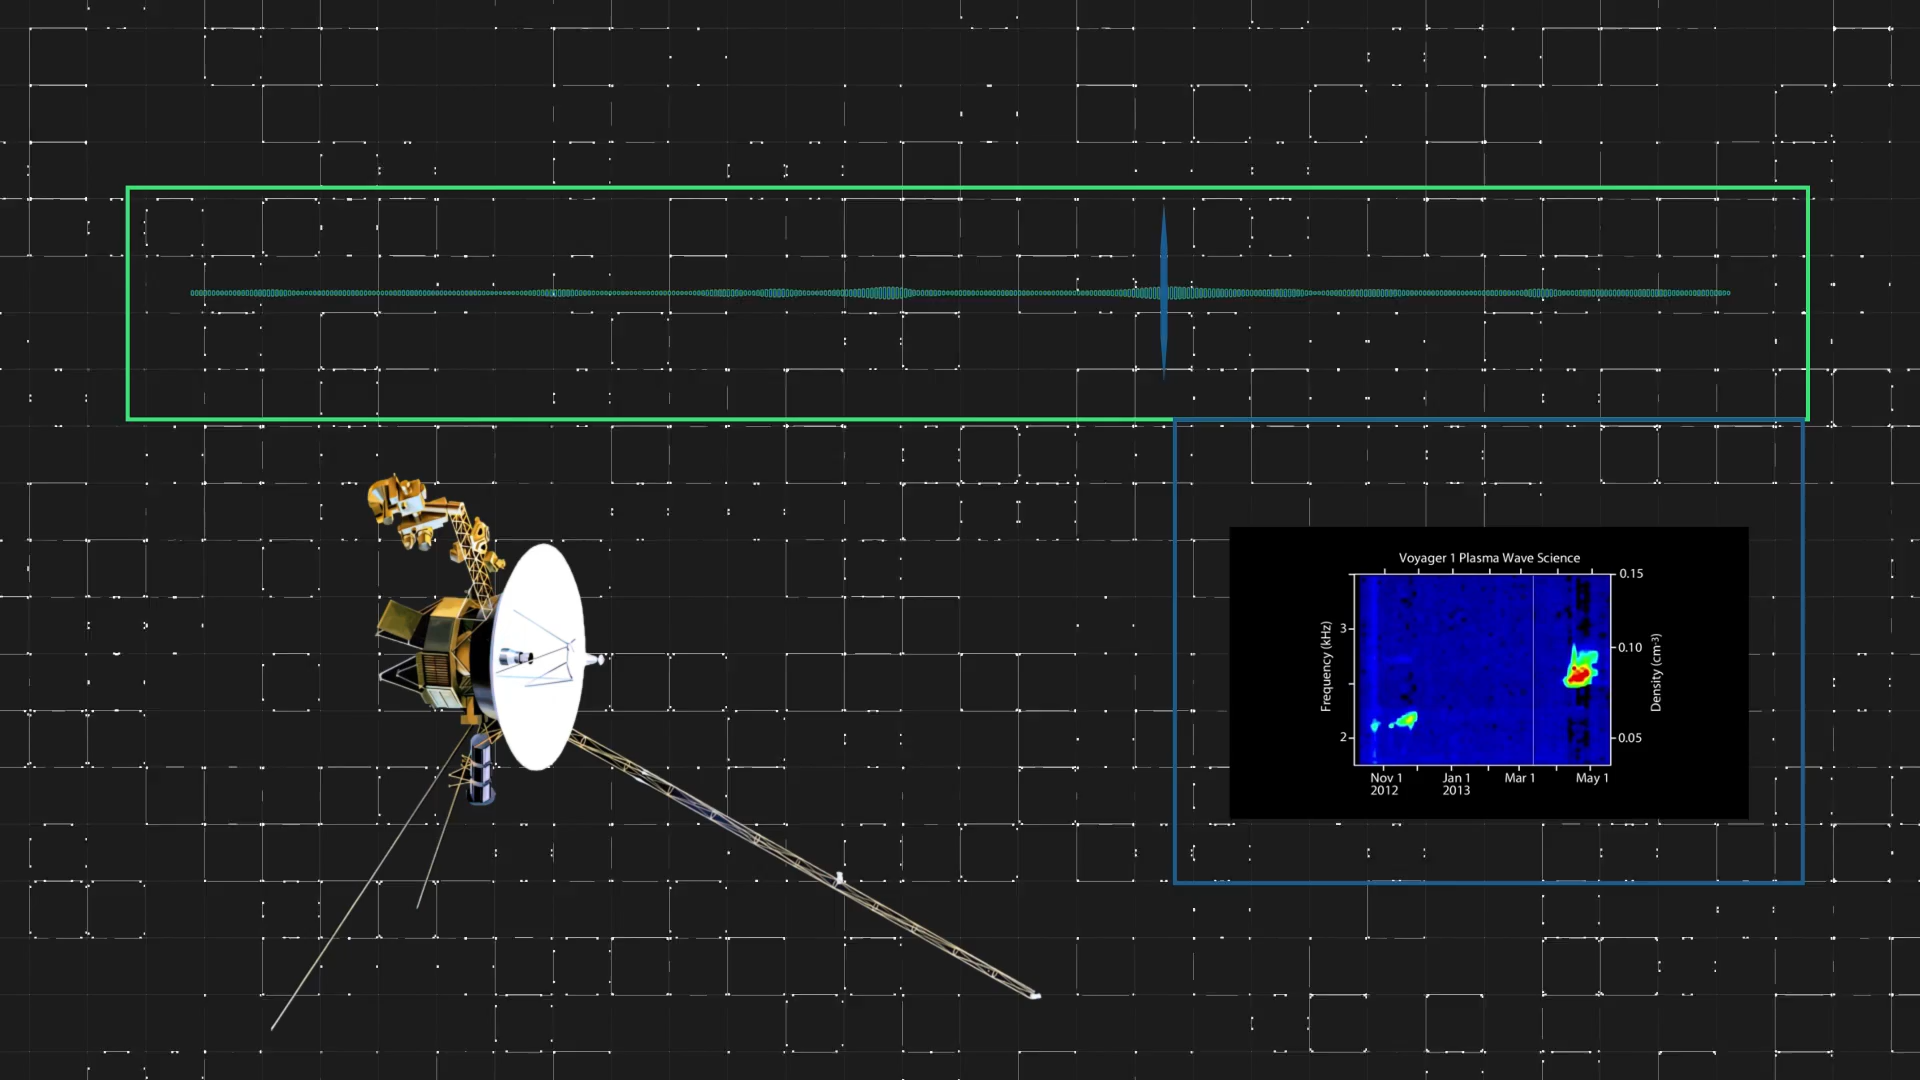 Voyager 1 Plasma Wave Science
0.15
3
0.10
Frequency (kHz)
Density (cm-3)
2
0.05
Nov 1 Jan 1 Mar 1 May 1
2012 2013